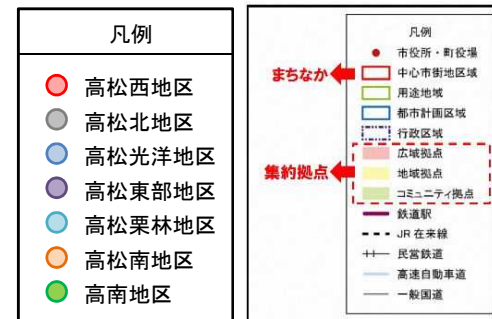 凡例
高松西地区
高松北地区
高松光洋地区
高松東部地区
高松栗林地区
高松南地区
高南地区
凡例
市役所・町役場
まちなか
中心市街地区域
用途地域
都市計画区域
行政区域
広域拠点
集約拠点
地域拠点
コミュニティ拠点
鉄道駅
JR在来線
民営鉄道
高速自動車道
一般国道